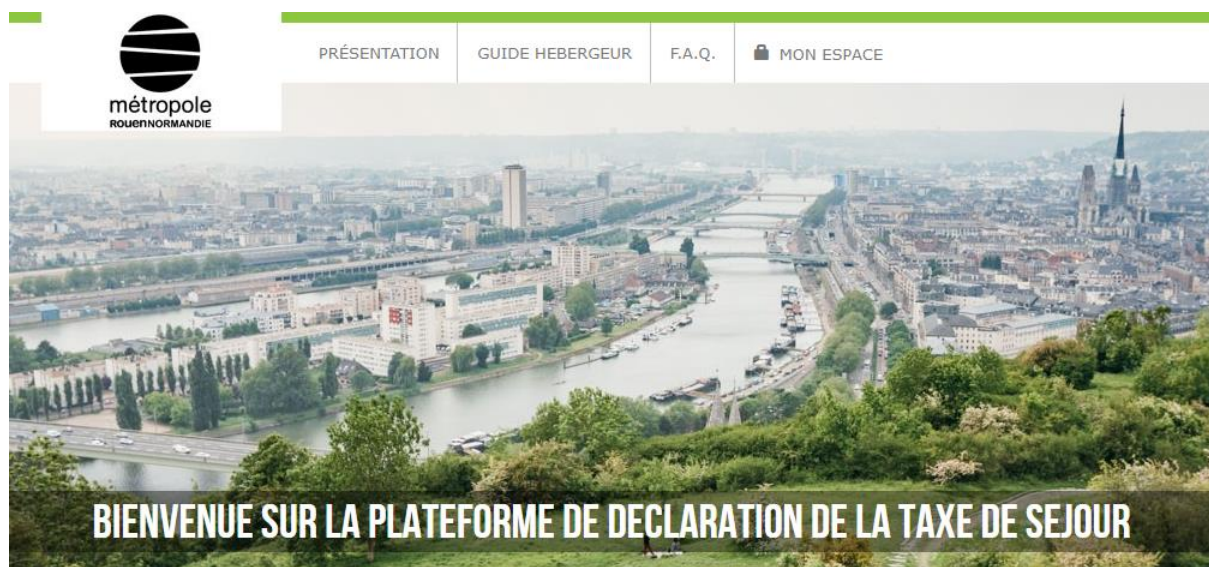 métropole
ROUENNORMANDIE
PRÉSENTATION
GUIDE HEBERGEUR
F.A.Q.
MON ESPACE
BIENVENUE SUR LA PLATEFORME DE DECLARATION DE LA TAXE DE SEJOUR